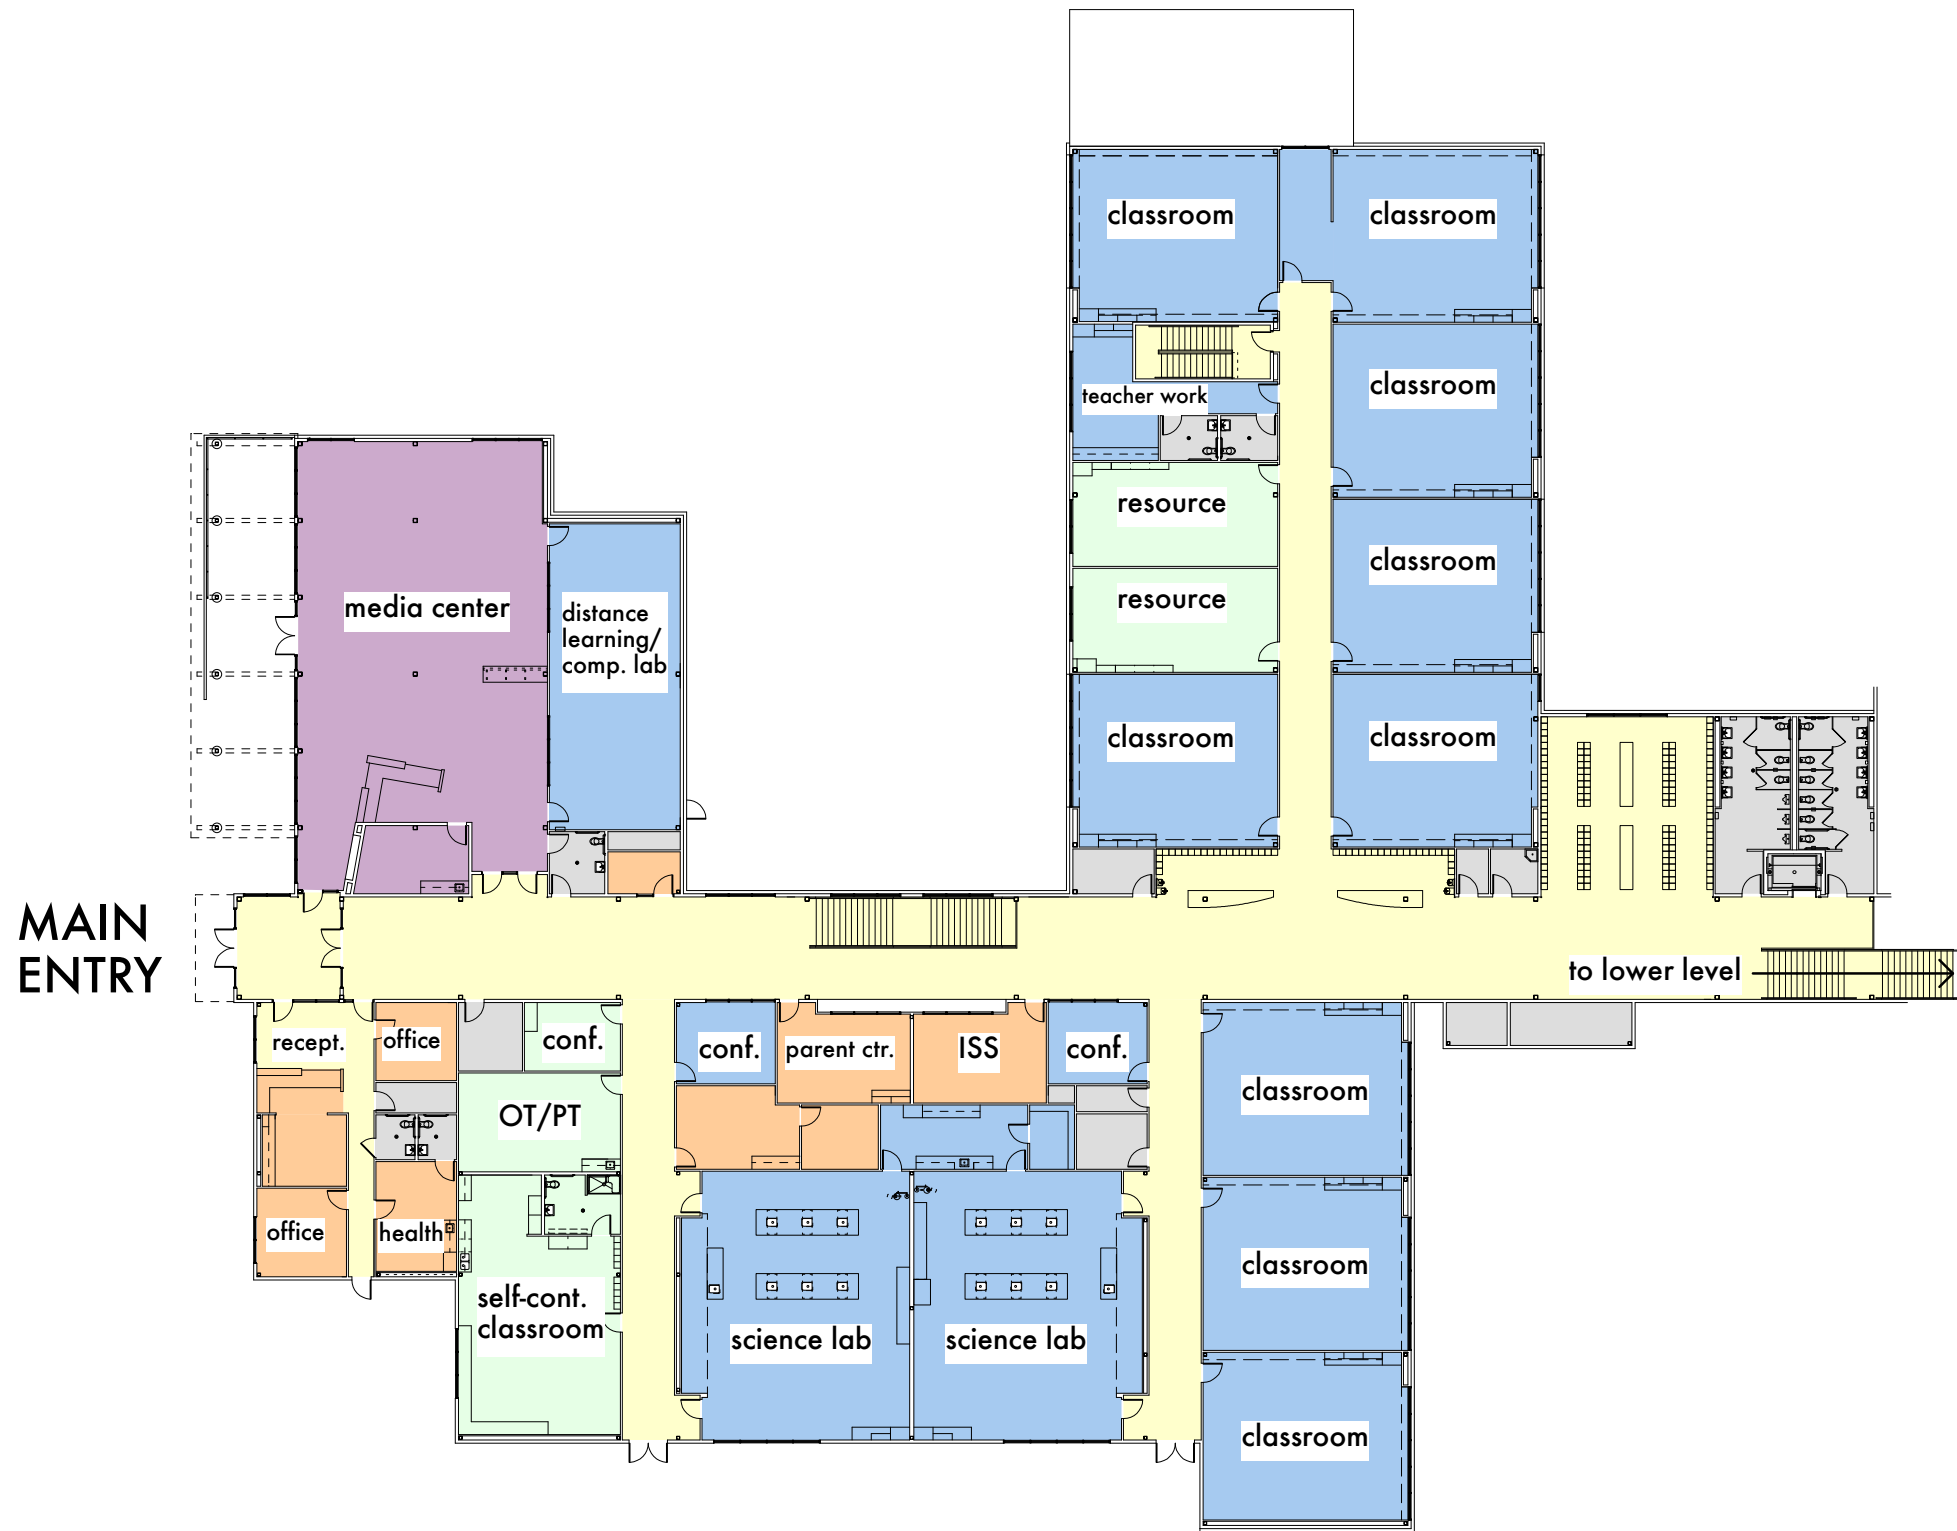 classroom
classroom
classroom
teacher work
resource
classroom
resource
media center
distance
learning/
comp. lab
classroom
classroom
MAIN
ENTRY
to lower level
recept.
office
conf.
conf.
parent ctr.
ISS
conf.
classroom
OT/PT
office
health
classroom
self-cont.
classroom
science lab
science lab
classroom